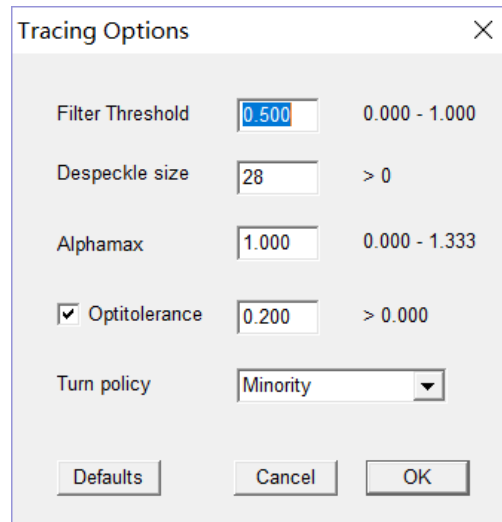 Tracing Options
Filter Threshold 0.500 0.000 - 1.000
Despeckle size 28 > 0
Alphamax 1.000 0.000 - 1.333
Optitolerance 0.200 > 0.000
Turn policy Minority
Defaults Cancel OK